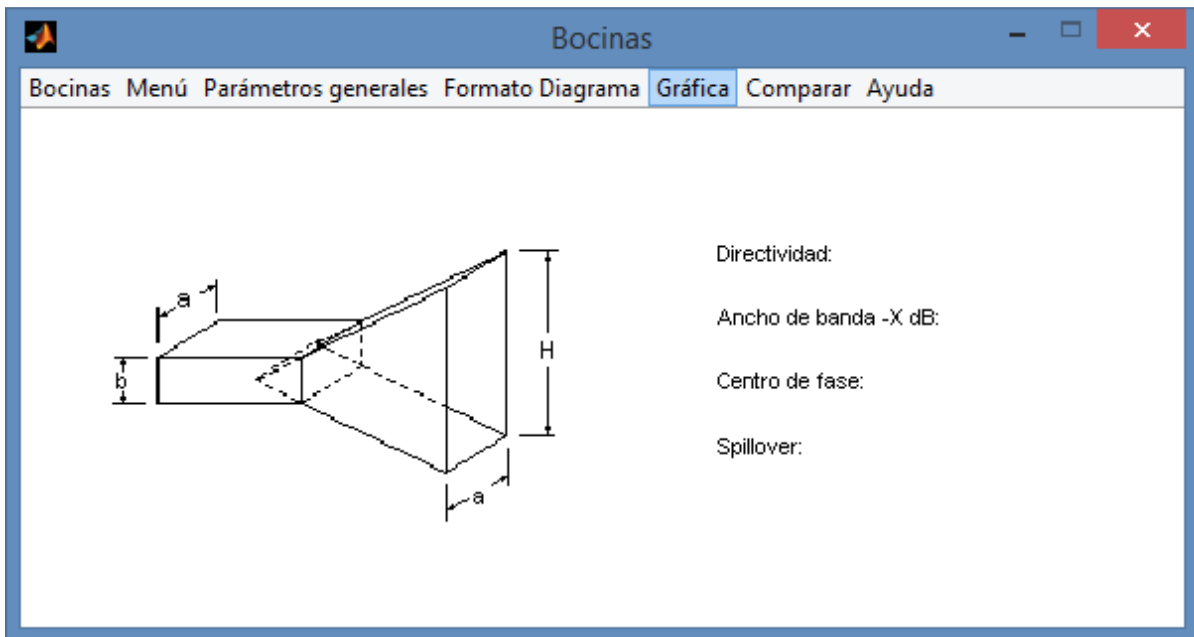 Bocinas
Bocinas Menú Parámetros generales Formato Diagrama Gráfica Comparar Ayuda
a
b
H
a
Directividad:
Ancho de banda -X dB:
Centro de fase:
Spillover: